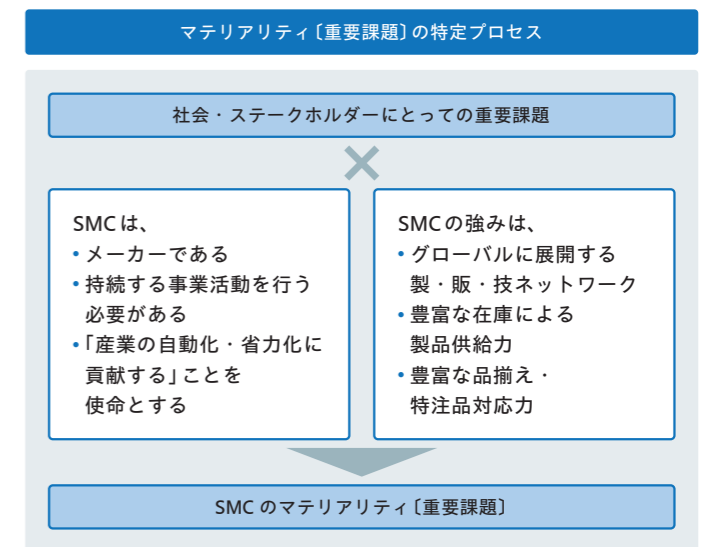 マテリアリティ〔重要課題〕の特定プロセス
社会・ステークホルダーにとっての重要課題
×
SMCは、
・メーカーである
・持続する事業活動を行う
必要がある
・「産業の自動化・省力化に
貢献する」ことを
使命とする
SMCの強みは、
・グローバルに展開する
製・販・技ネットワーク
・豊富な在庫による
製品供給力
・豊富な品揃え・
特注品対応力
SMC のマテリアリティ〔重要課題〕